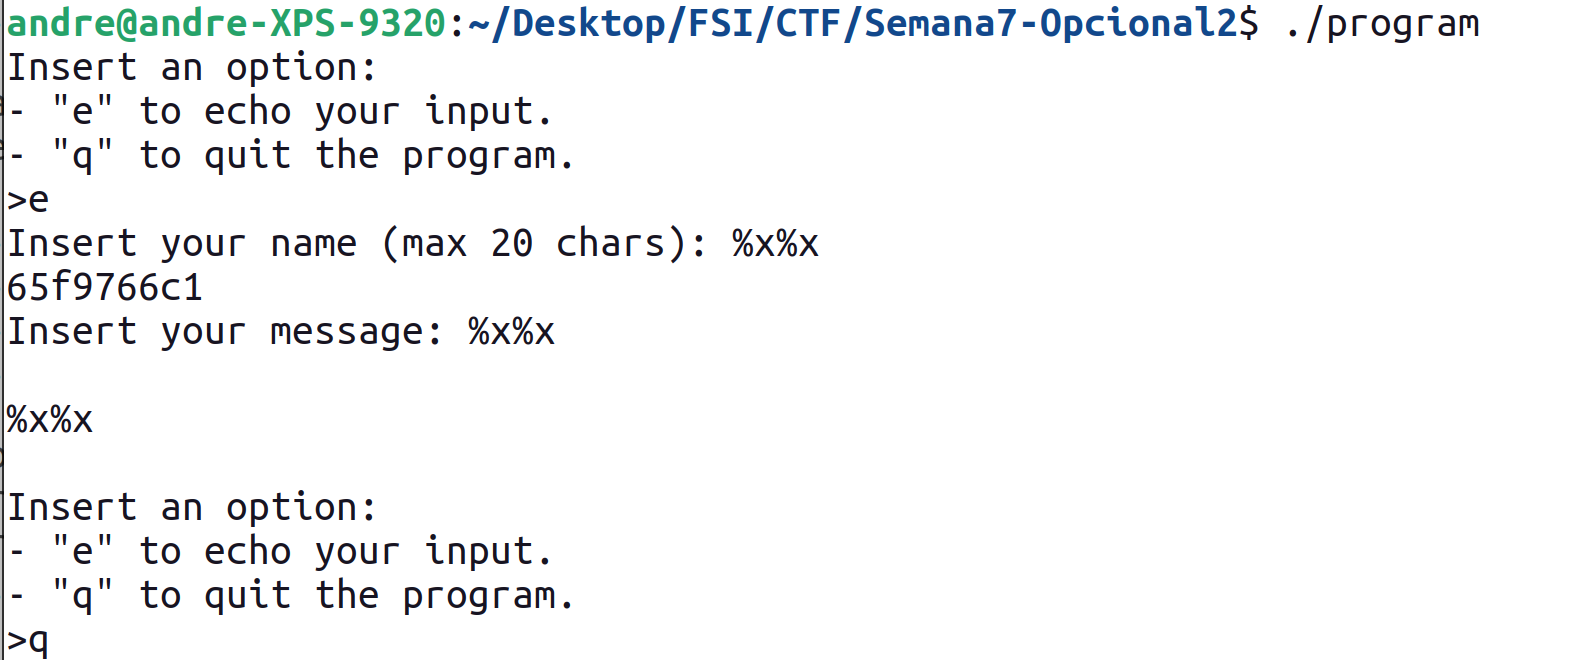 andre@andre-XPS-9320:~/Desktop/FSI/CTF/Semana7-Opcional2$ ./program
Insert an option:
- "e" to echo your input.
- "q" to quit the program.
>e
Insert your name (max 20 chars): %x%x
65f9766c1
Insert your message: %x%x
%x%x
Insert an option:
- "e" to echo your input.
- "q" to quit the program.
>q